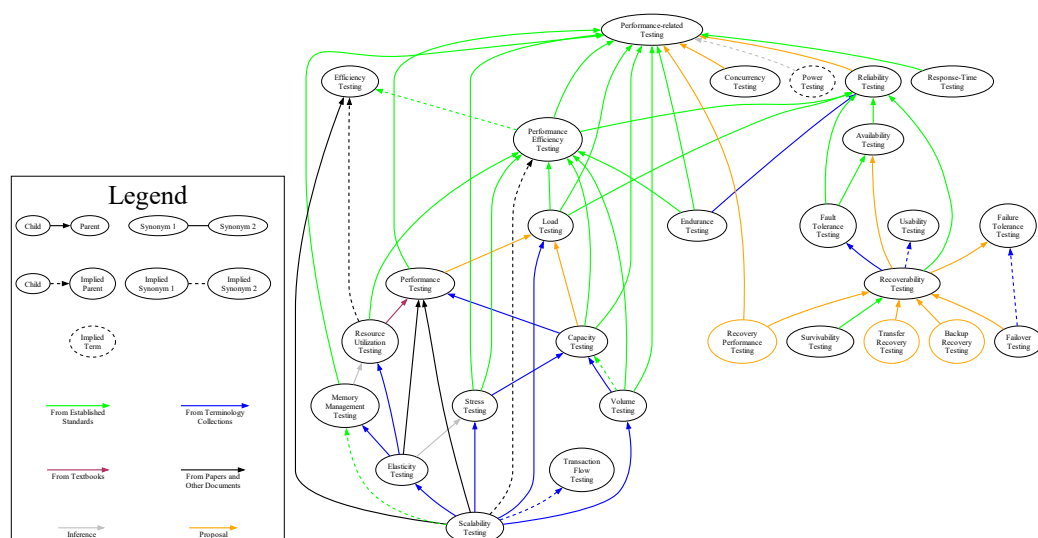 Performance-related
Testing
Efficiency
Testing
Concurrency
Testing
Power
Testing
Reliability
Testing
Response-Time
Testing
Performance
Efficiency
Testing
Availability
Testing
Legend
Child
Parent
Synonym 1
Synonym 2
Load
Testing
Endurance
Testing
Fault
Tolerance
Testing
Usability
Testing
Failure
Tolerance
Testing
Child
Implied
Parent
Implied
Synonym 1
Implied
Synonym 2
Performance
Testing
Recoverability
Testing
Implied
Term
Resource
Utilization
Testing
Capacity
Testing
Recovery
Performance
Testing
Survivability
Testing
Transfer
Recovery
Testing
Backup
Recovery
Testing
Failover
Testing
Memory
Management
Testing
Stress
Testing
Volume
Testing
From Established
Standards
From Terminology
Collections
Elasticity
Testing
Transaction
Flow
Testing
From Textbooks
From Papers and
Other Documents
Scalability
Testing
Inference
Proposal